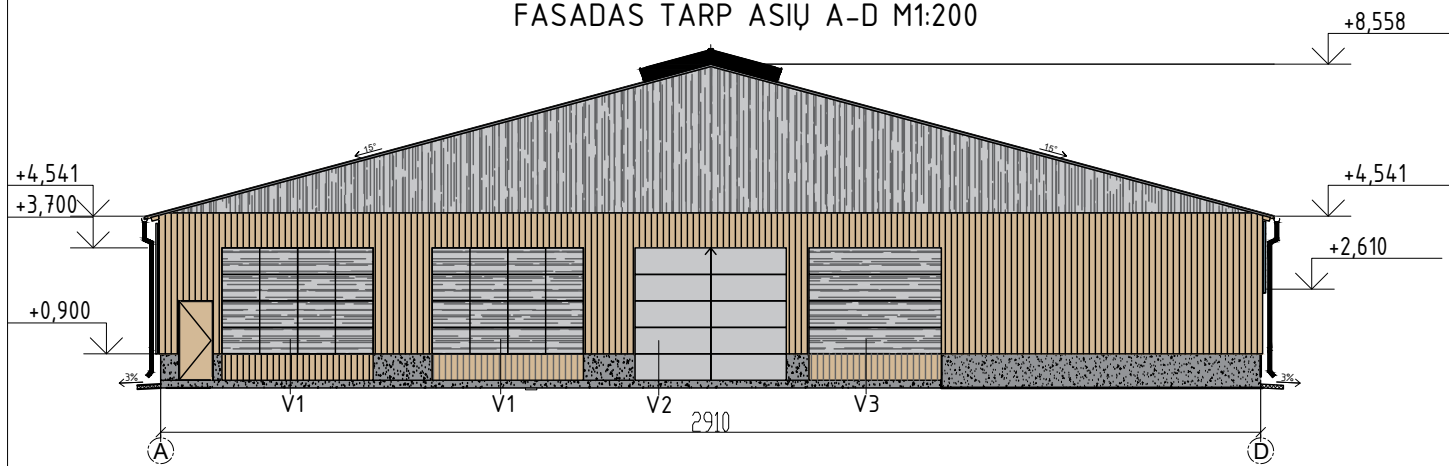 FASADAS TARP ASIŲ A-D M1:200
+8,558
15°
15°
+4,541
+3,700
+4,541
+2,610
+0,900
3%
3%
V1
V1
V2
V3
2910
A
D